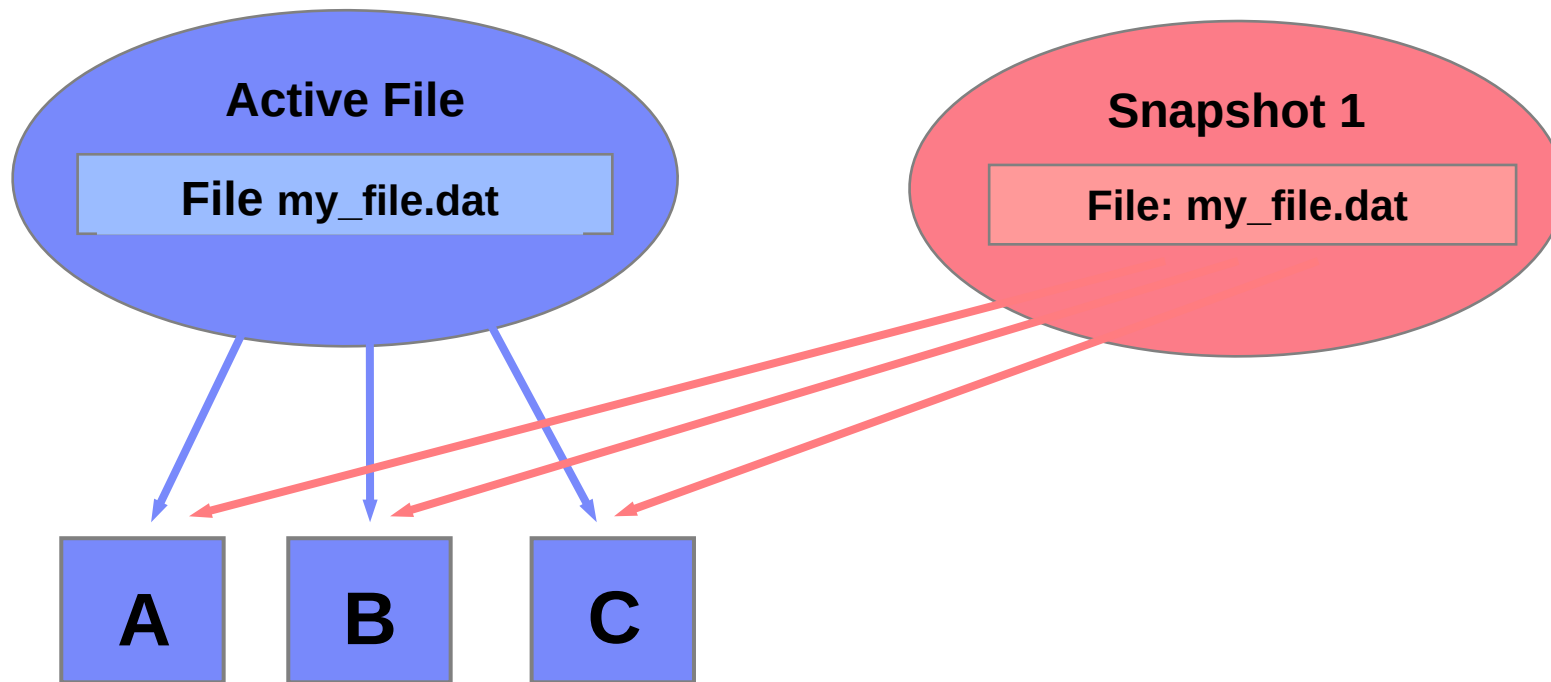 Active File
File my_file.dat
Snapshot 1
File: my_file.dat
A
B
C